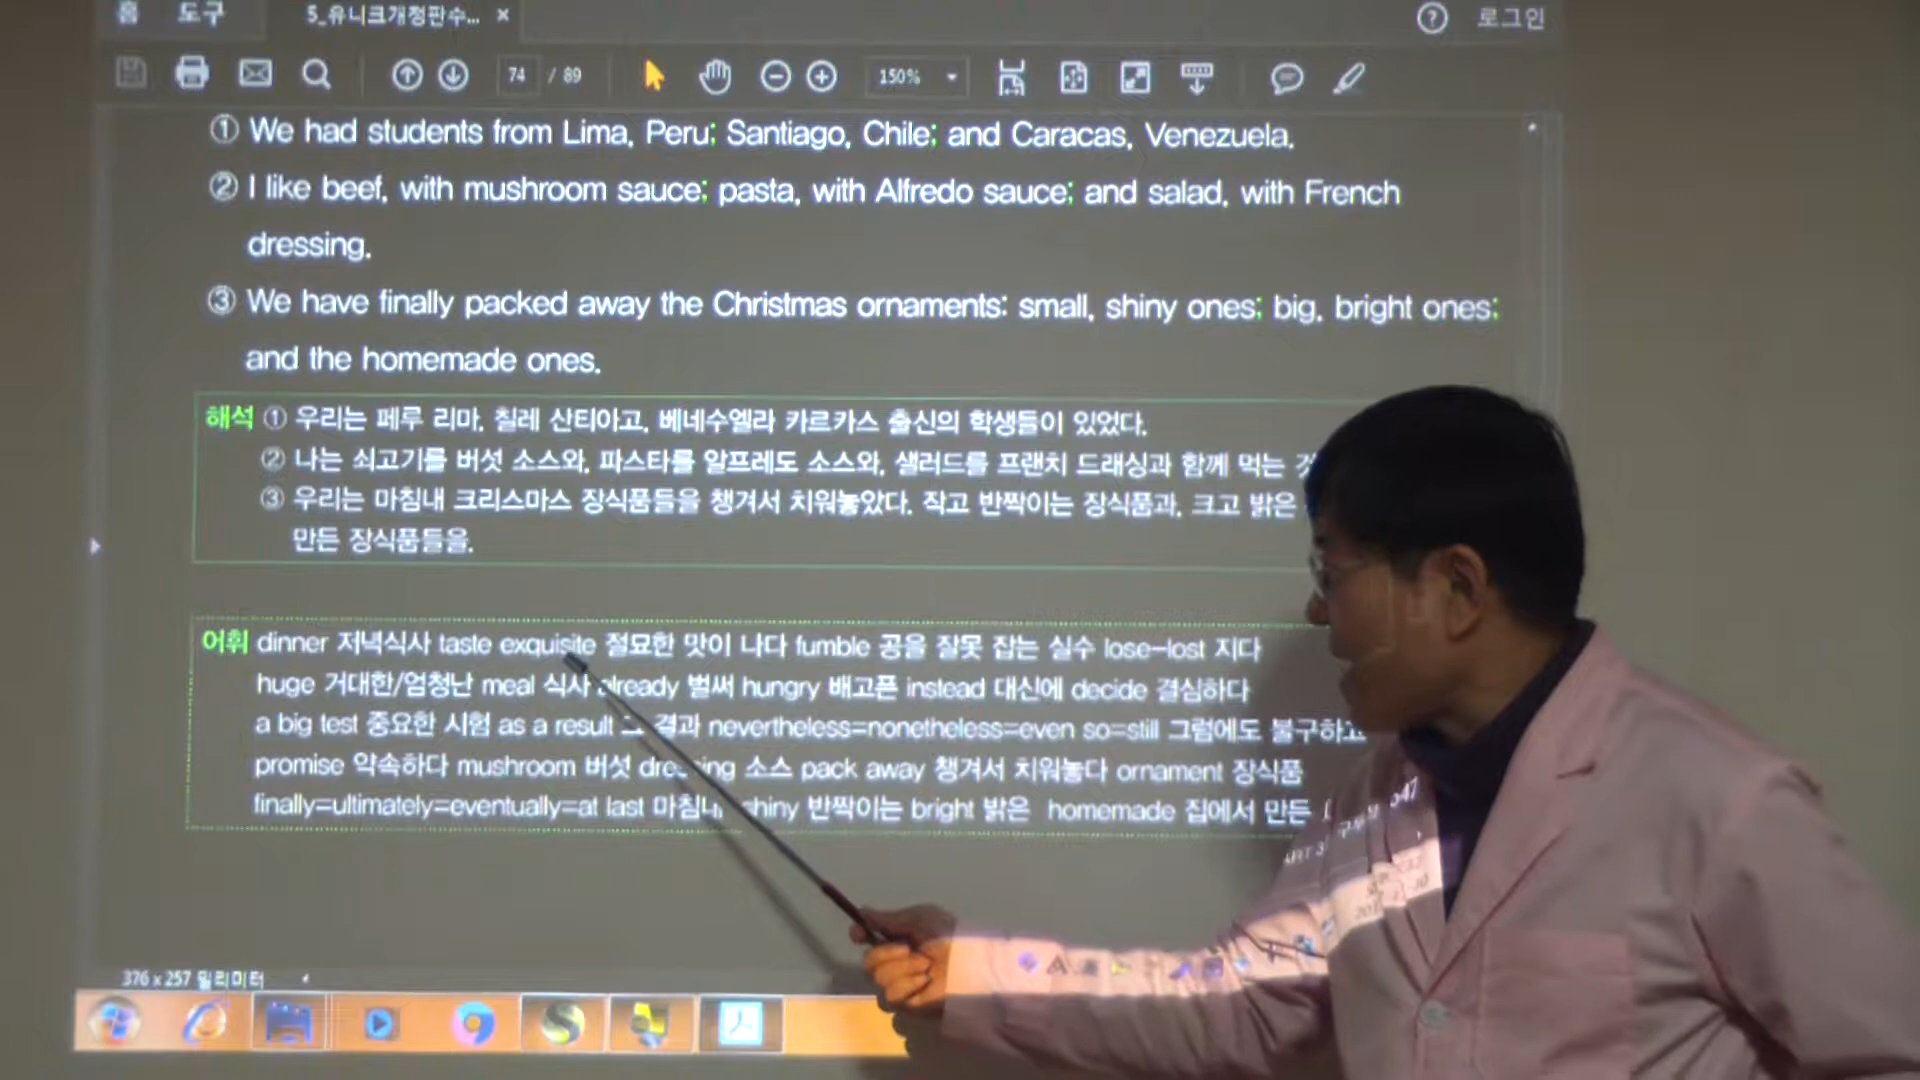 홈 도구 5_유니크개정판수... × ? 로그인
74 / 89 150%
① We had students from Lima, Peru; Santiago, Chile; and Caracas, Venezuela.
② I like beef, with mushroom sauce; pasta, with Alfredo sauce; and salad, with French
dressing.
③ We have finally packed away the Christmas ornaments: small, shiny ones; big, bright ones;
and the homemade ones.
해석 ① 우리는 페루 리마, 칠레 산티아고, 베네수엘라 카르카스 출신의 학생들이 있었다.
② 나는 쇠고기를 버섯 소스와, 파스타를 알프레도 소스와, 샐러드를 프랜치 드래싱과 함께 먹는
③ 우리는 마침내 크리스마스 장식품들을 챙겨서 치워놓았다. 작고 반짝이는 장식품과, 크고 밝은
만든 장식품들을.
어휘 dinner 저녁식사 taste exquisite 절묘한 맛이 나다 fumble 공을 잘못 잡는 실수 lose-lost 지다
huge 거대한/엄청난 meal 식사 already 벌써 hungry 배고픈 instead 대신에 decide 결심하다
a big test 중요한 시험 as a result 결과 nevertheless=nonetheless=even so=still 그럼에도 불구하고
promise 약속하다 mushroom 버섯 소스 pack away 챙겨서 치워놓다 ornament 장식품
finally=ultimately=eventually=at last 마침내 shiny 반짝이는 bright 밝은 homemade 집에서 만든
376 x 257 밀리미터